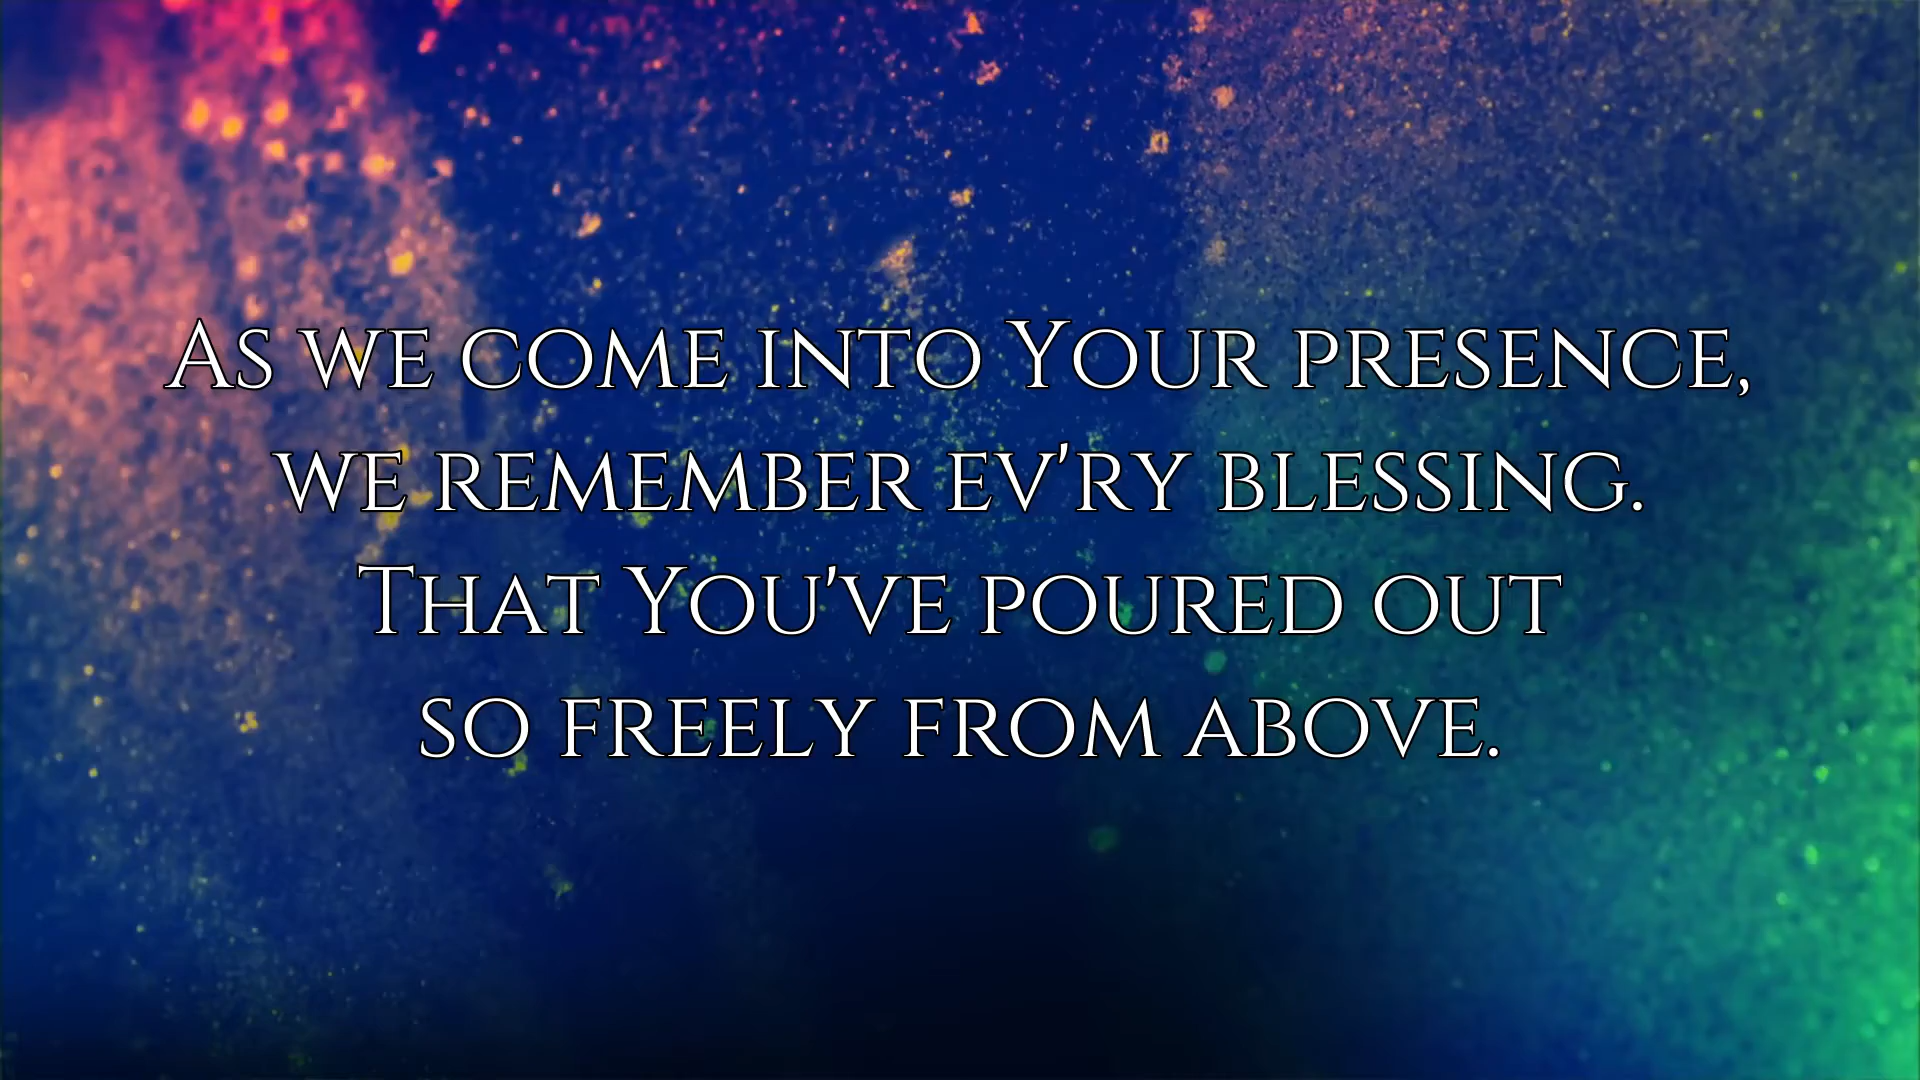 As we come into Your presence,
we remember ev'ry blessing.
That You've poured out
so freely from above.